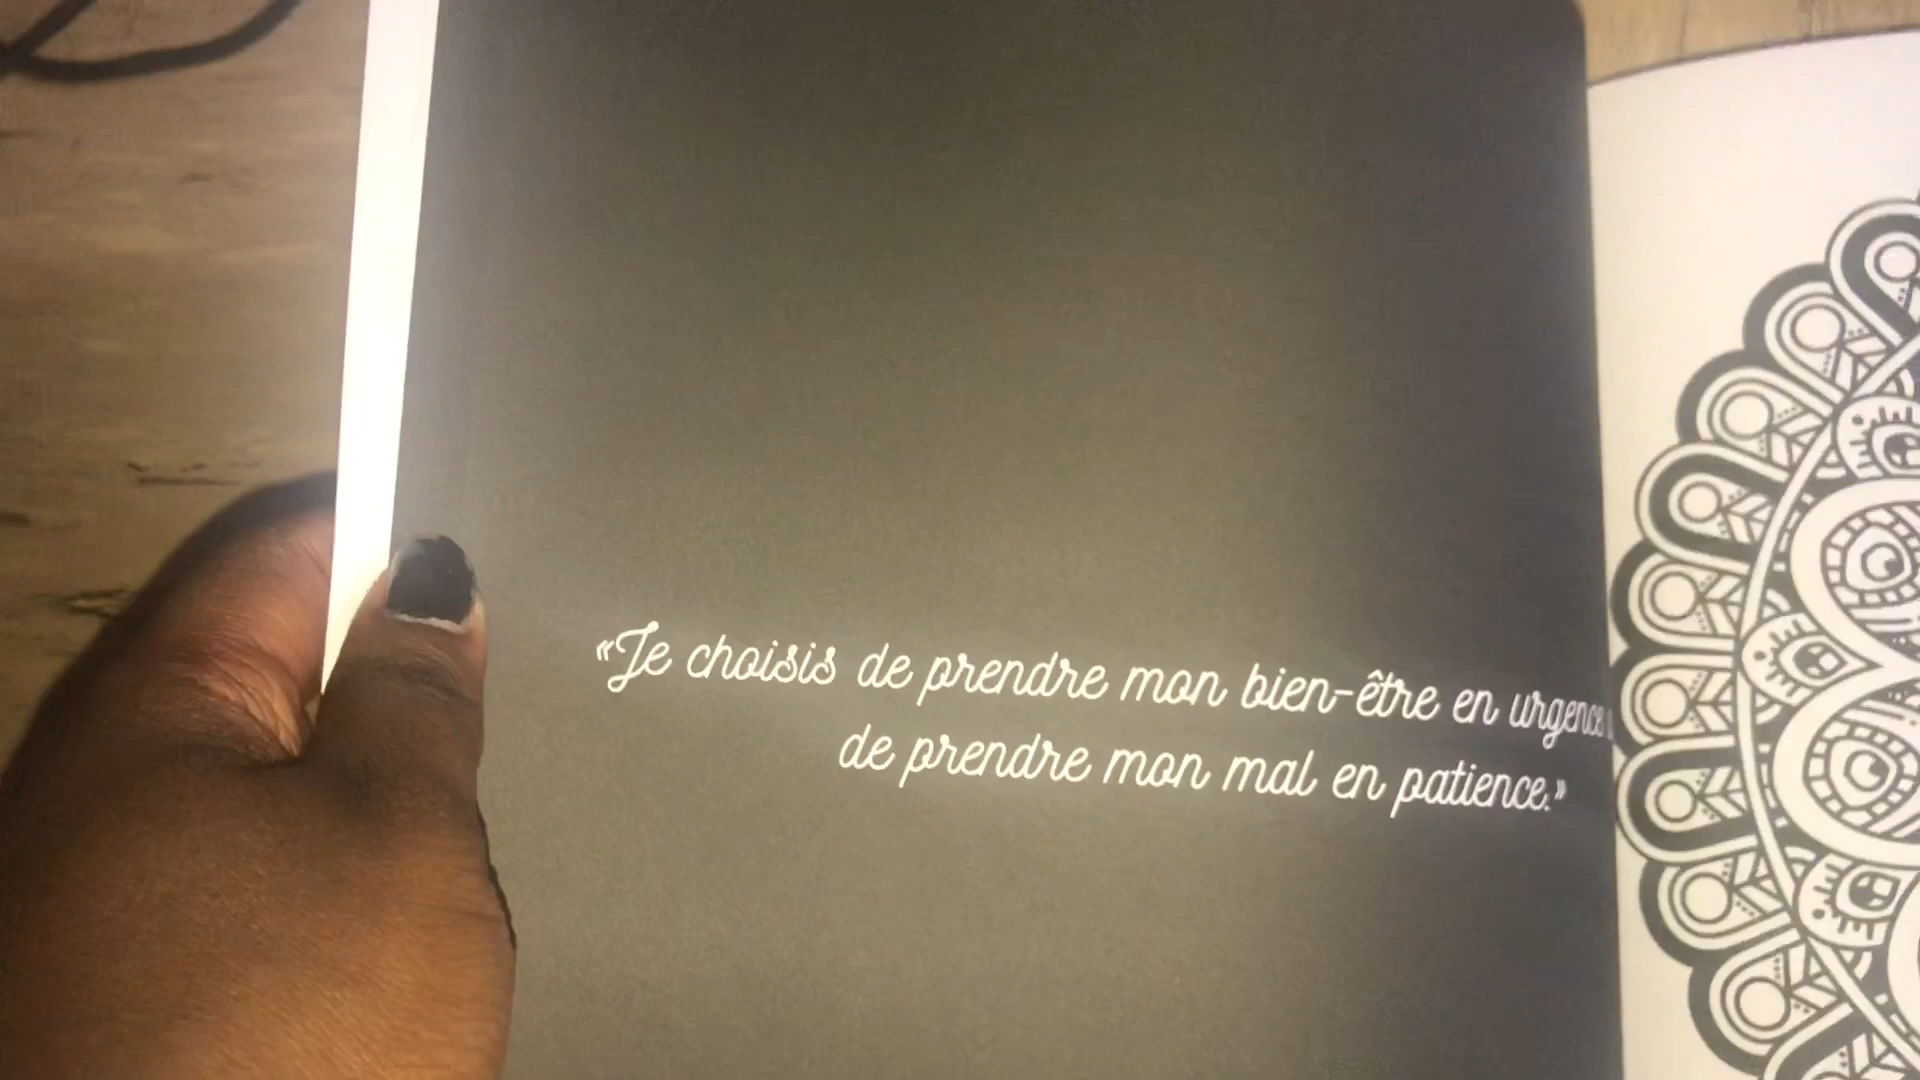 «Je choisis de prendre mon bien-être en urgence
de prendre mon mal en patience.»